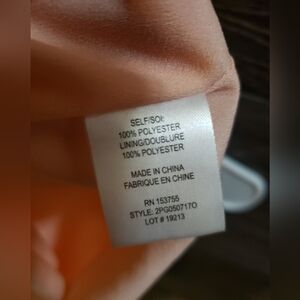 SELF/SOI:
100% POLYESTER
LINING/DOUBLURE
100% POLYESTER
MADE IN CHINA
FABRIQUE EN CHINE
RN 153755
STYLE: 2PG050717O
LOT # 19213